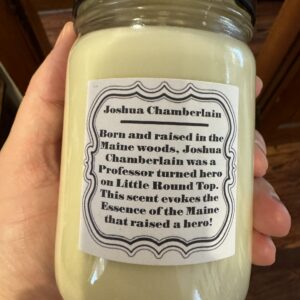 Joshua Chamberlain
Born and raised in the
Maine woods, Joshua
Chamberlain was a
Professor turned hero
on Little Round Top.
This scent evokes the
Essence of the Maine
that raised a hero!